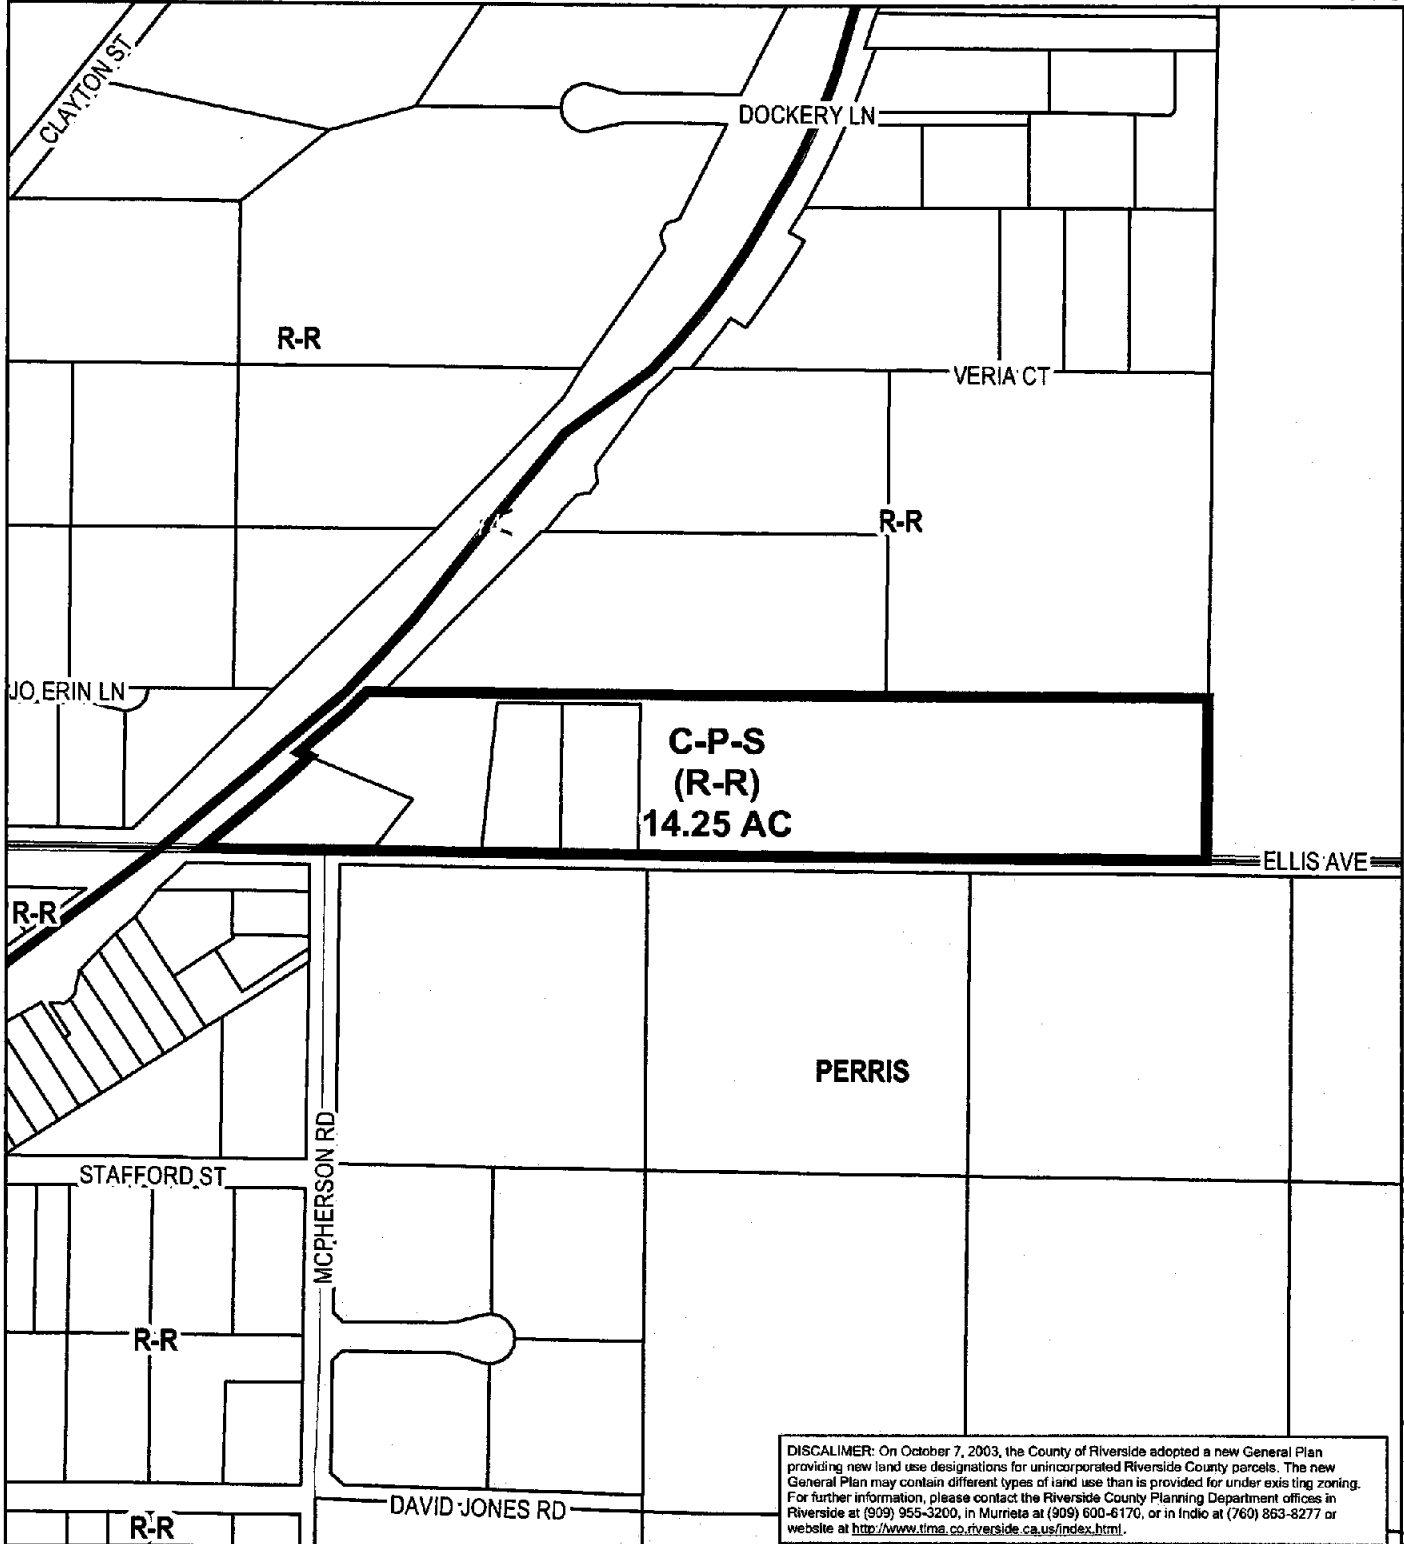 CLAYTON ST
DOCKERY LN
R-R
VERIA CT
R-R
JO ERIN LN
C-P-S
(R-R)
14.25 AC
ELLIS AVE
R-R
PERRIS
MCPHERSON RD
STAFFORD ST
R-R
DAVID JONES RD
R-R
DISCALIMER: On October 7, 2003, the County of Riverside adopted a new General Plan
providing new land use designations for unincorporated Riverside County parcels. The new
General Plan may contain different types of land use than is provided for under existing zoning.
For further information, please contact the Riverside County Planning Department offices in
Riverside at (909) 955-3200, in Murrieta at (909) 600-6170, or in Indio at (760) 863-8277 or
website at http://www.tlma.co.riverside.ca.us/index.html.